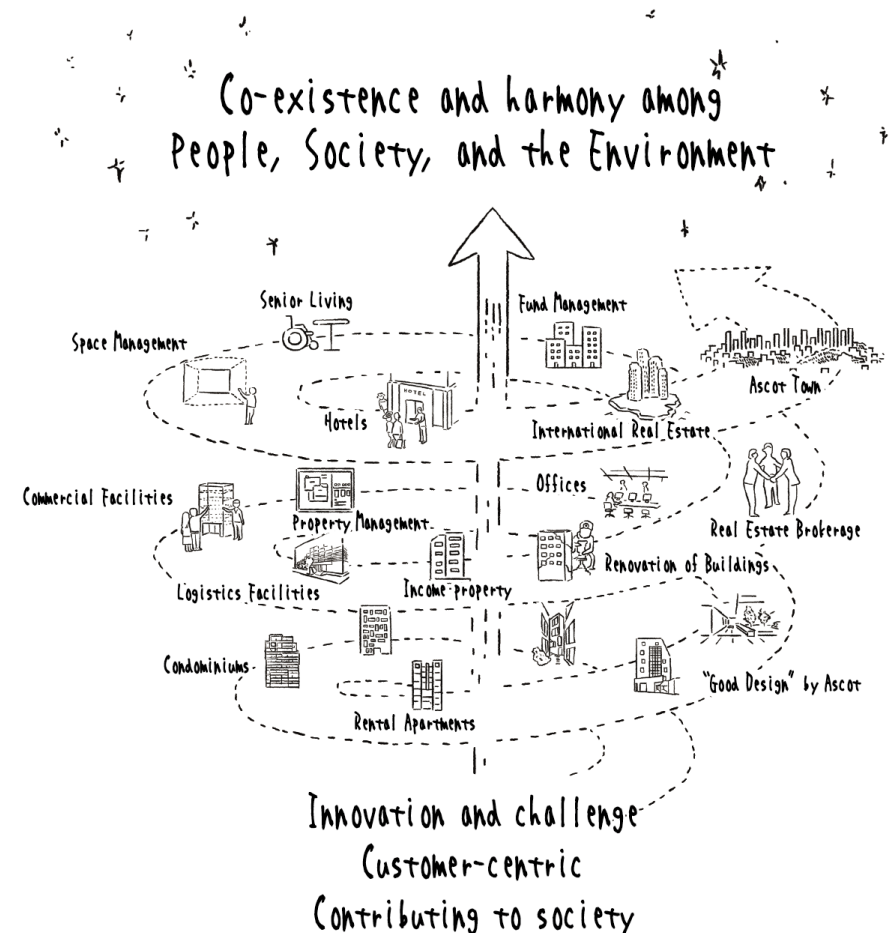 Co-existence and harmony among
People, Society, and the Environment
Senior Living
Fund Management
Space Management
Ascot Town
HOTEL
Hotels
International Real Estate
Commercial Facilities
Offices
Property Management
Real Estate Brokerage
Renovation of Buildings
Logistics Facilities
Income property
Condominiums
"Good Design" by Ascot
Rental Apartments
Innovation and challenge
Customer-centric
Contributing to society